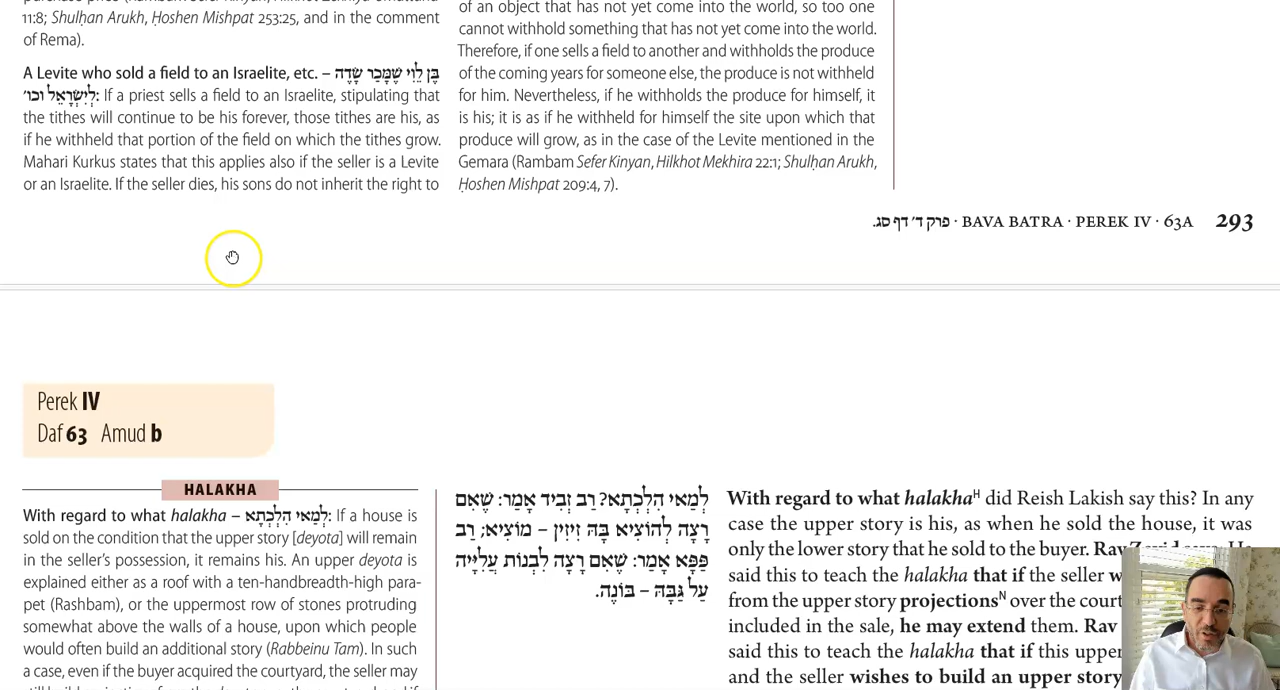 11:8; Shulḥan Arukh, Ḥoshen Mishpat 253:25, and in the comment
of Rema).
A Levite who sold a field to an Israelite, etc. – בֶּן לֵוִי שֶׁמָּכַר שָׂדֶה
לְיִשְׂרָאֵל וכו׳: If a priest sells a field to an Israelite, stipulating that
the tithes will continue to be his forever, those tithes are his, as
if he withheld that portion of the field on which the tithes grow.
Mahari Kurkus states that this applies also if the seller is a Levite
or an Israelite. If the seller dies, his sons do not inherit the right to
of an object that has not yet come into the world, so too one
cannot withhold something that has not yet come into the world.
Therefore, if one sells a field to another and withholds the produce
of the coming years for someone else, the produce is not withheld
for him. Nevertheless, if he withholds the produce for himself, it
is his; it is as if he withheld for himself the site upon which that
produce will grow, as in the case of the Levite mentioned in the
Gemara (Rambam Sefer Kinyan, Hilkhot Mekhira 22:1; Shulḥan Arukh,
Ḥoshen Mishpat 209:4, 7).
פרק ד׳ דף סג. · BAVA BATRA · PEREK IV · 63A 293
Perek IV
Daf 63 Amud b
HALAKHA
With regard to what halakha – לְמַאי הִלְכְתָא: If a house is
sold on the condition that the upper story [deyota] will remain
in the seller's possession, it remains his. An upper deyota is
explained either as a roof with a ten-handbreadth-high para-
pet (Rashbam), or the uppermost row of stones protruding
somewhat above the walls of a house, upon which people
would often build an additional story (Rabbeinu Tam). In such
a case, even if the buyer acquired the courtyard, the seller may
לְמַאי הִלְכְתָא? רַב זְבִיד אָמַר: שֶׁאִם
רָצָה לְהוֹצִיא בָּהּ זִיזִין – מוֹצִיא; רַב
פַּפָּא אָמַר: שֶׁאִם רָצָה לִבְנוֹת עֲלִיָּיה
עַל גַּבָּהּ – בּוֹנֶה.
With regard to what halakhaᴴ did Reish Lakish say this? In any
case the upper story is his, as when he sold the house, it was
only the lower story that he sold to the buyer. Rav
said this to teach the halakha that if the seller
from the upper story projectionsᴺ over the
included in the sale, he may extend them. Rav
said this to teach the halakha that if this
and the seller wishes to build an upper story